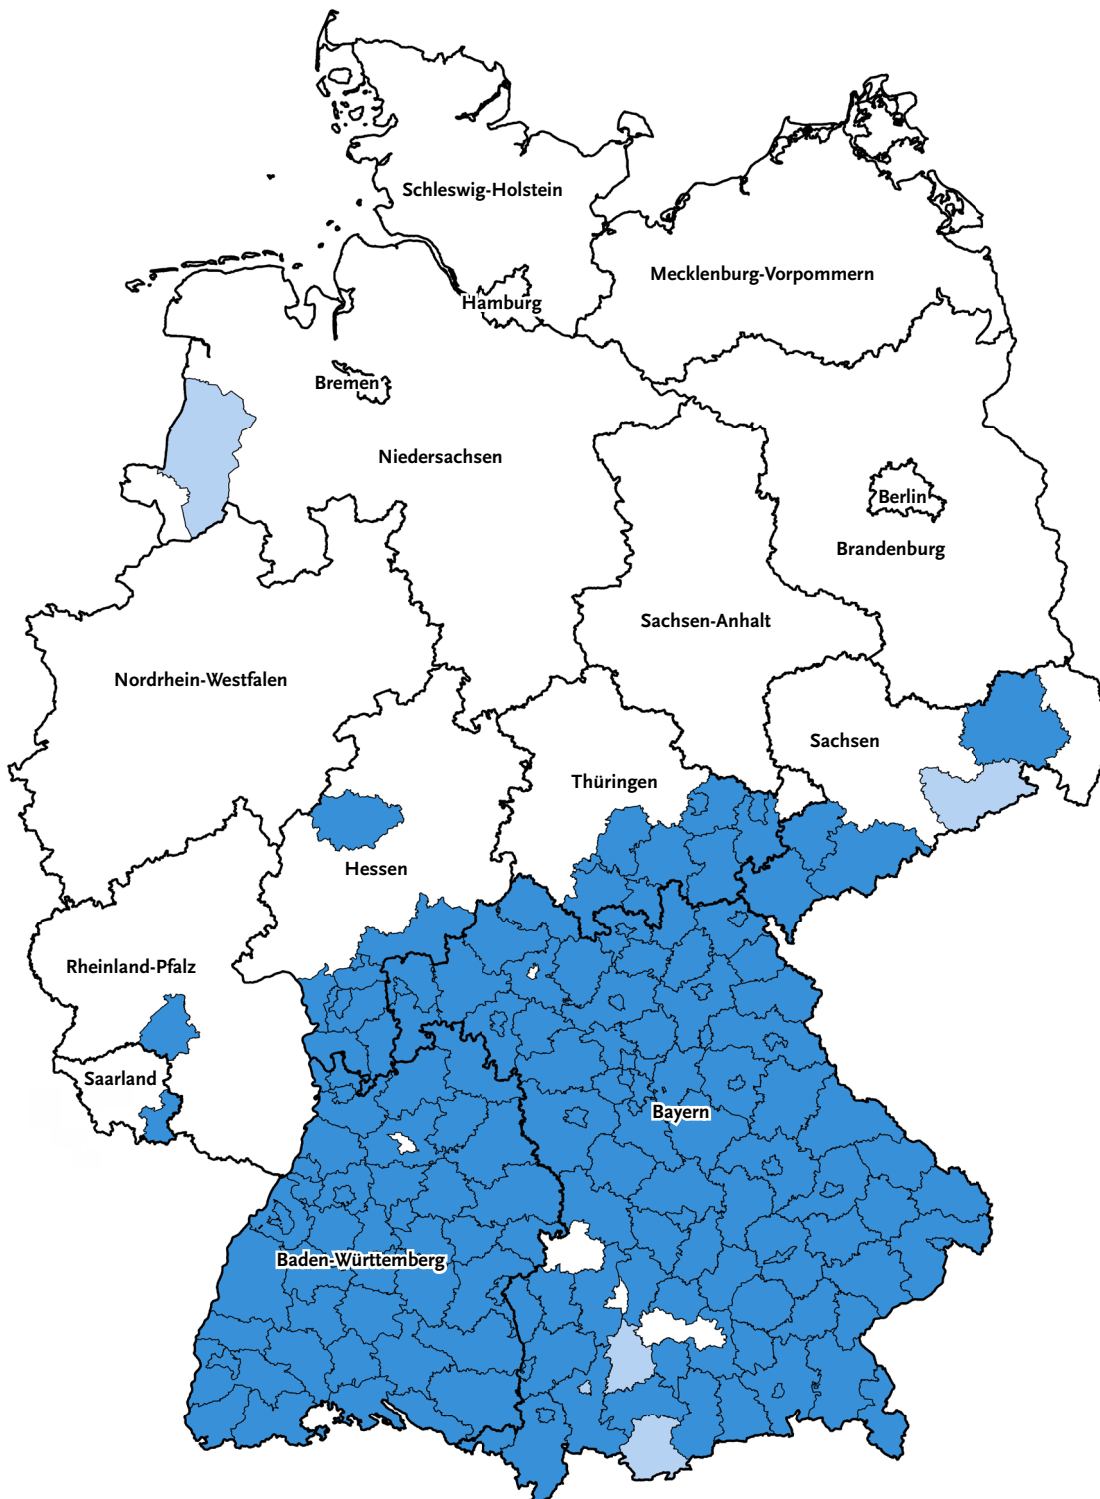 Schleswig-Holstein
Mecklenburg-Vorpommern
Hamburg
Bremen
Niedersachsen
Berlin
Brandenburg
Sachsen-Anhalt
Nordrhein-Westfalen
Sachsen
Thüringen
Hessen
Rheinland-Pfalz
Saarland
Bayern
Baden-Württemberg